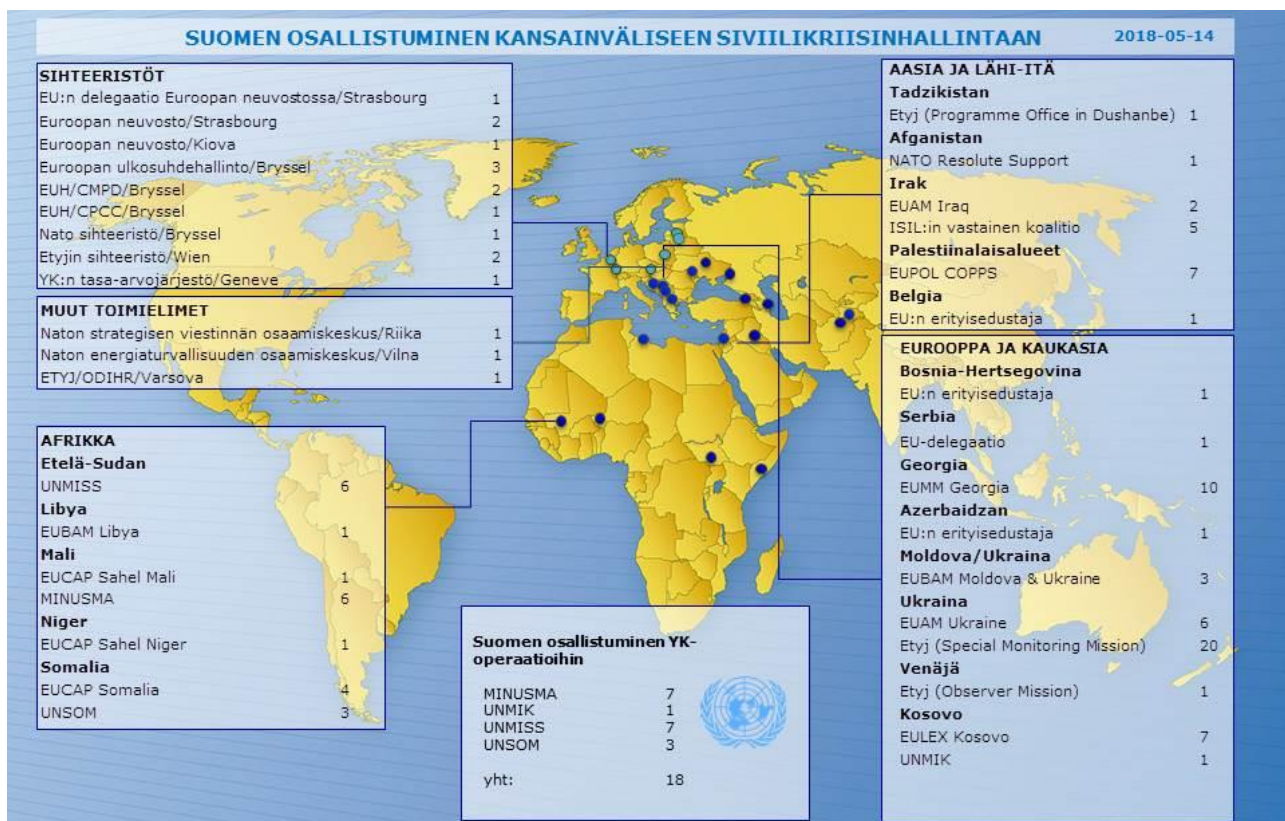 SUOMEN OSALLISTUMINEN KANSAINVÄLISEEN SIVIILIKRIISINHALLINTAAN 2018-05-14
SIHTEERISTÖT
EU:n delegaatio Euroopan neuvostossa/Strasbourg 1
Euroopan neuvosto/Strasbourg 2
Euroopan neuvosto/Kiova 1
Euroopan ulkosuhdehallinto/Bryssel 3
EUH/CMPD/Bryssel 2
EUH/CPCC/Bryssel 1
Nato sihteeristö/Bryssel 1
Etyjin sihteeristö/Wien 2
YK:n tasa-arvojärjestö/Geneve 1
MUUT TOIMIELIMET
Naton strategisen viestinnän osaamiskeskus/Riika 1
Naton energiaturvallisuuden osaamiskeskus/Vilna 1
ETYJ/ODIHR/Varsova 1
AFRIKKA
Etelä-Sudan
UNMISS 6
Libya
EUBAM Libya 1
Mali
EUCAP Sahel Mali 1
MINUSMA 6
Niger
EUCAP Sahel Niger 1
Somalia
EUCAP Somalia 4
UNSOM 3
Suomen osallistuminen YK-
operaatioihin
MINUSMA 7
UNMIK 1
UNMISS 7
UNSOM 3
yht: 18
AASIA JA LÄHI-ITÄ
Tadzikistan
Etyj (Programme Office in Dushanbe) 1
Afganistan
NATO Resolute Support 1
Irak
EUAM Iraq 2
ISIL:in vastainen koalitio 5
Palestiinalaisalueet
EUPOL COPPS 7
Belgia
EU:n erityisedustaja 1
EUROOPPA JA KAUKASIA
Bosnia-Hertsegovina
EU:n erityisedustaja 1
Serbia
EU-delegaatio 1
Georgia
EUMM Georgia 10
Azerbaidzan
EU:n erityisedustaja 1
Moldova/Ukraina
EUBAM Moldova & Ukraine 3
Ukraina
EUAM Ukraine 6
Etyj (Special Monitoring Mission) 20
Venäjä
Etyj (Observer Mission) 1
Kosovo
EULEX Kosovo 7
UNMIK 1